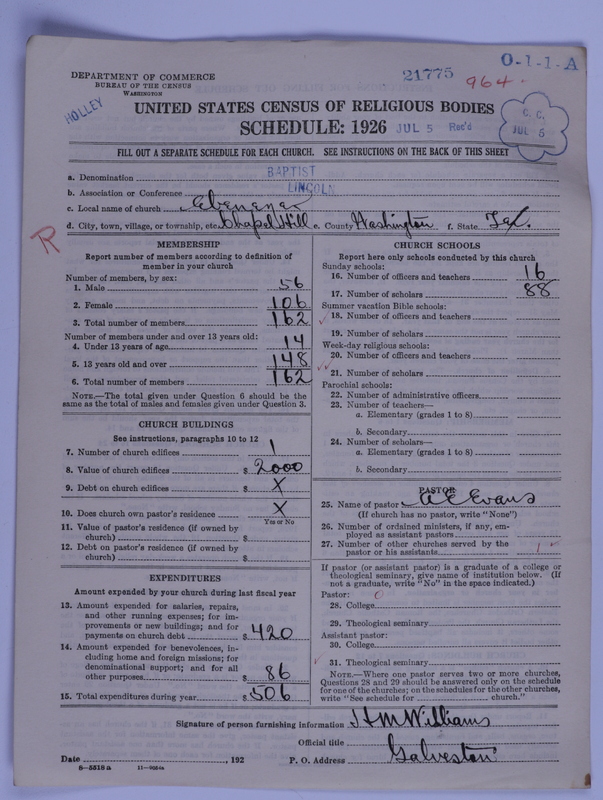 DEPARTMENT OF COMMERCE
BUREAU OF THE CENSUS
WASHINGTON
HOLLEY
21775
964-
O-1-1-A
UNITED STATES CENSUS OF RELIGIOUS BODIES
SCHEDULE: 1926
JUL 5 Rec'd
C. C.
JUL 5
FILL OUT A SEPARATE SCHEDULE FOR EACH CHURCH. SEE INSTRUCTIONS ON THE BACK OF THIS SHEET
a. Denomination BAPTIST
b. Association or Conference LINCOLN
c. Local name of church Ebenezer
d. City, town, village, or township, etc. Chapel Hill e. County Washington f. State Tex.
R
MEMBERSHIP
Report number of members according to definition of
member in your church
Number of members, by sex:
1. Male 56
2. Female 106
3. Total number of members 162
Number of members under and over 13 years old:
4. Under 13 years of age 14
5. 13 years old and over 148
6. Total number of members 162
NOTE.—The total given under Question 6 should be
same as the total of males and females given under Question 3.
CHURCH BUILDINGS
See instructions, paragraphs 10 to 12
7. Number of church edifices 1
8. Value of church edifices $ 2000
9. Debt on church edifices $ X
10. Does church own pastor's residence X
Yes or No
11. Value of pastor's residence (if owned by
church) $
12. Debt on pastor's residence (if owned by
church) $
EXPENDITURES
Amount expended by your church during last fiscal year
13. Amount expended for salaries, repairs,
and other running expenses; for im-
provements or new buildings; and for
payments on church debt $ 420
14. Amount expended for benevolences, in-
cluding home and foreign missions; for
denominational support; and for all
other purposes $ 86
15. Total expenditures during year $ 506
CHURCH SCHOOLS
Report here only schools conducted by this church
Sunday schools:
16. Number of officers and teachers 16
17. Number of scholars 88
Summer vacation Bible schools:
18. Number of officers and teachers
19. Number of scholars
Week-day religious schools:
20. Number of officers and teachers
21. Number of scholars
Parochial schools:
22. Number of administrative officers
23. Number of teachers—
a. Elementary (grades 1 to 8)
b. Secondary
24. Number of scholars—
a. Elementary (grades 1 to 8)
b. Secondary
PASTOR
25. Name of pastor Evans
(If church has no pastor, write "None")
26. Number of ordained ministers, if any, em-
ployed as assistant pastors
27. Number of other churches served by the
pastor or his assistants 1
If pastor (or assistant pastor) is a graduate of a college or
theological seminary, give name of institution below. (If
not a graduate, write "No" in the space indicated.)
Pastor: 0
28. College
29. Theological seminary
Assistant pastor:
30. College
31. Theological seminary
NOTE.—Where one pastor serves two or more churches,
Questions 28 and 29 should be answered only on the schedule
for one of the churches; on the schedules for the other churches,
write "See schedule for church."
Signature of person furnishing information H M Williams
Official title
Date , 192 P. O. Address Galveston
8-5518 a